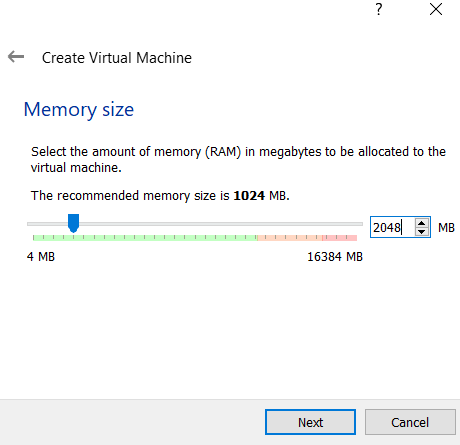 ?
Create Virtual Machine
Memory size
Select the amount of memory (RAM) in megabytes to be allocated to the
virtual machine.
The recommended memory size is 1024 MB.
2048 MB
4 MB 16384 MB
Next Cancel